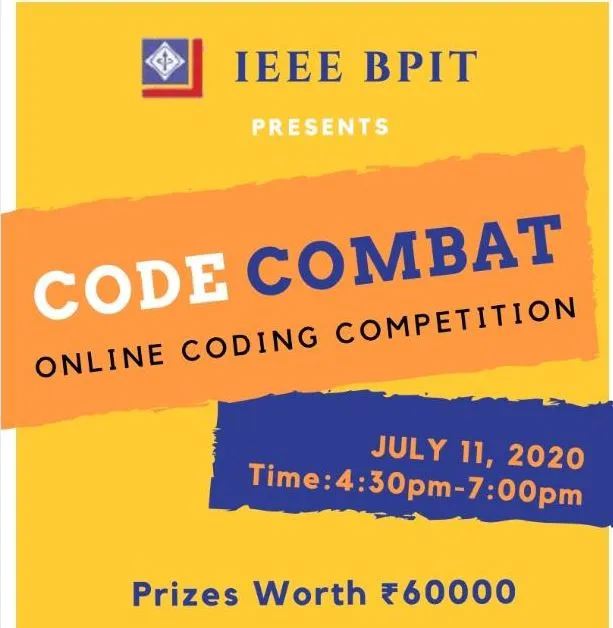 IEEE BPIT
PRESENTS
CODE COMBAT
ONLINE CODING COMPETITION
JULY 11, 2020
Time:4:30pm-7:00pm
Prizes Worth ₹60000